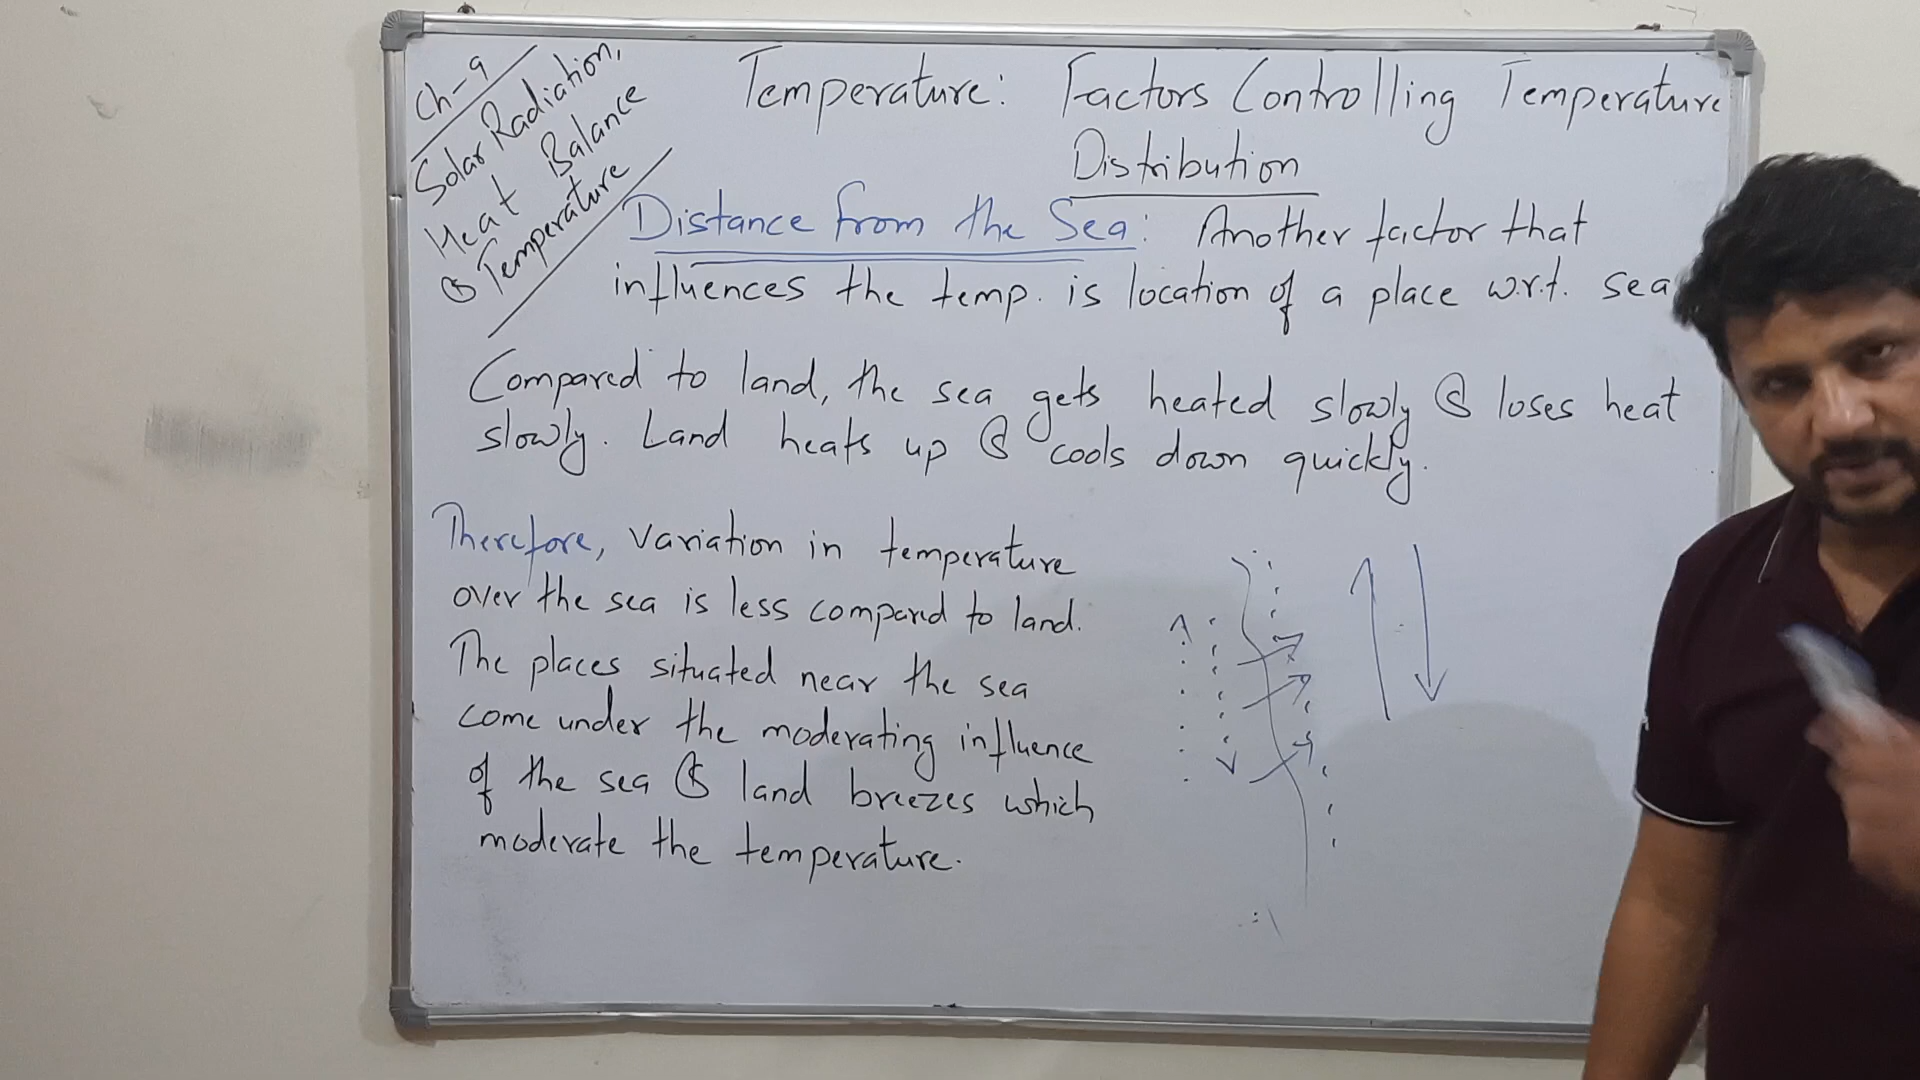 Ch-9
Solar Radiation,
Heat Balance
& Temperature
Temperature: Factors Controlling Temperature
Distribution
Distance from the Sea: Another factor that
influences the temp. is location of a place w.r.t. sea
Compared to land, the sea gets heated slowly & loses heat
slowly. Land heats up & cools down quickly.
Therefore, variation in temperature
over the sea is less compared to land.
The places situated near the sea
come under the moderating influence
of the sea & land breezes which
moderate the temperature.